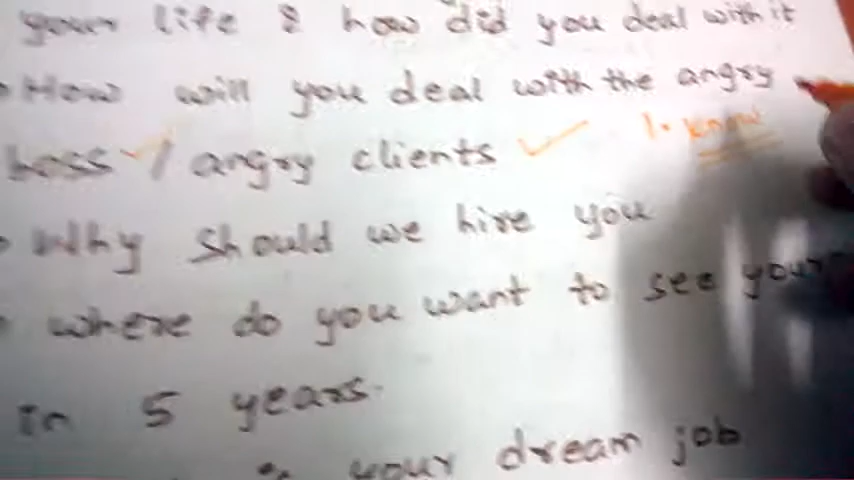 your life & how did you deal with it
How will you deal with the angry
boss / angry clients
1. know
Why should we hire you
where do you want to see your
in 5 years.
your dream job